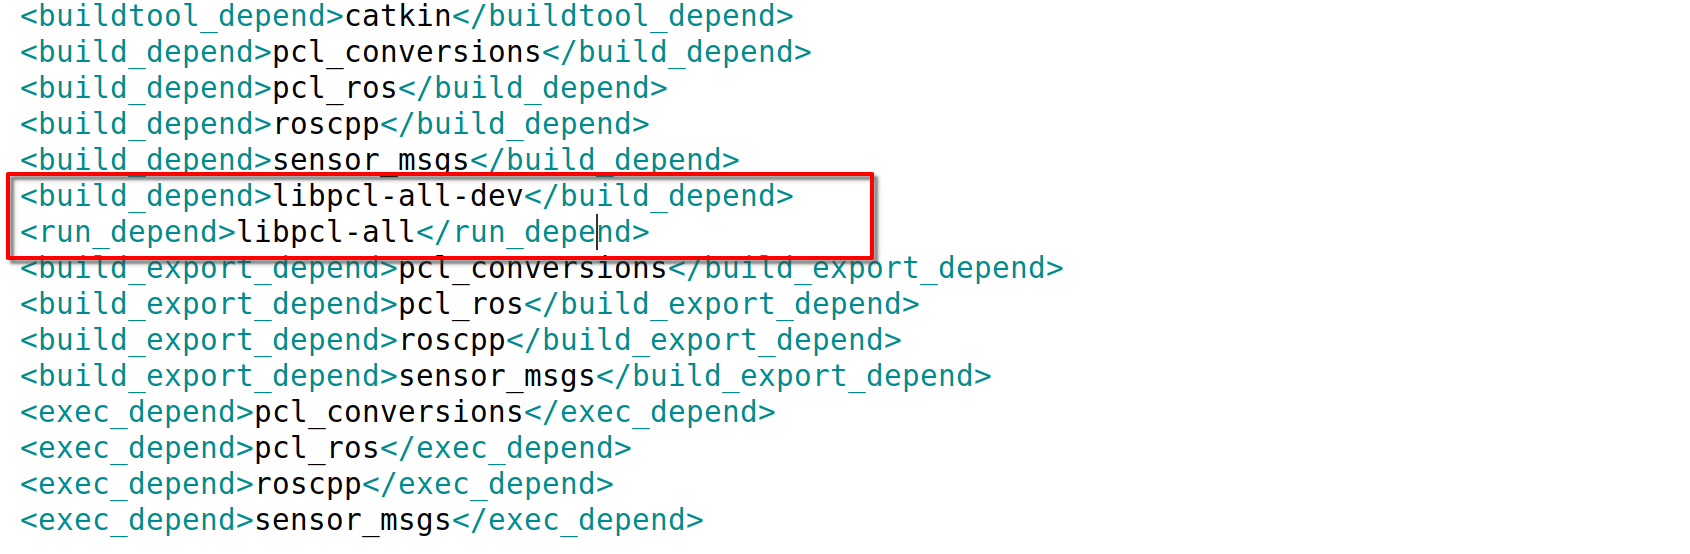 <buildtool_depend>catkin</buildtool_depend>
<build_depend>pcl_conversions</build_depend>
<build_depend>pcl_ros</build_depend>
<build_depend>roscpp</build_depend>
<build_depend>sensor_msgs</build_depend>
<build_depend>libpcl-all-dev</build_depend>
<run_depend>libpcl-all</run_depend>
<build_export_depend>pcl_conversions</build_export_depend>
<build_export_depend>pcl_ros</build_export_depend>
<build_export_depend>roscpp</build_export_depend>
<build_export_depend>sensor_msgs</build_export_depend>
<exec_depend>pcl_conversions</exec_depend>
<exec_depend>pcl_ros</exec_depend>
<exec_depend>roscpp</exec_depend>
<exec_depend>sensor_msgs</exec_depend>